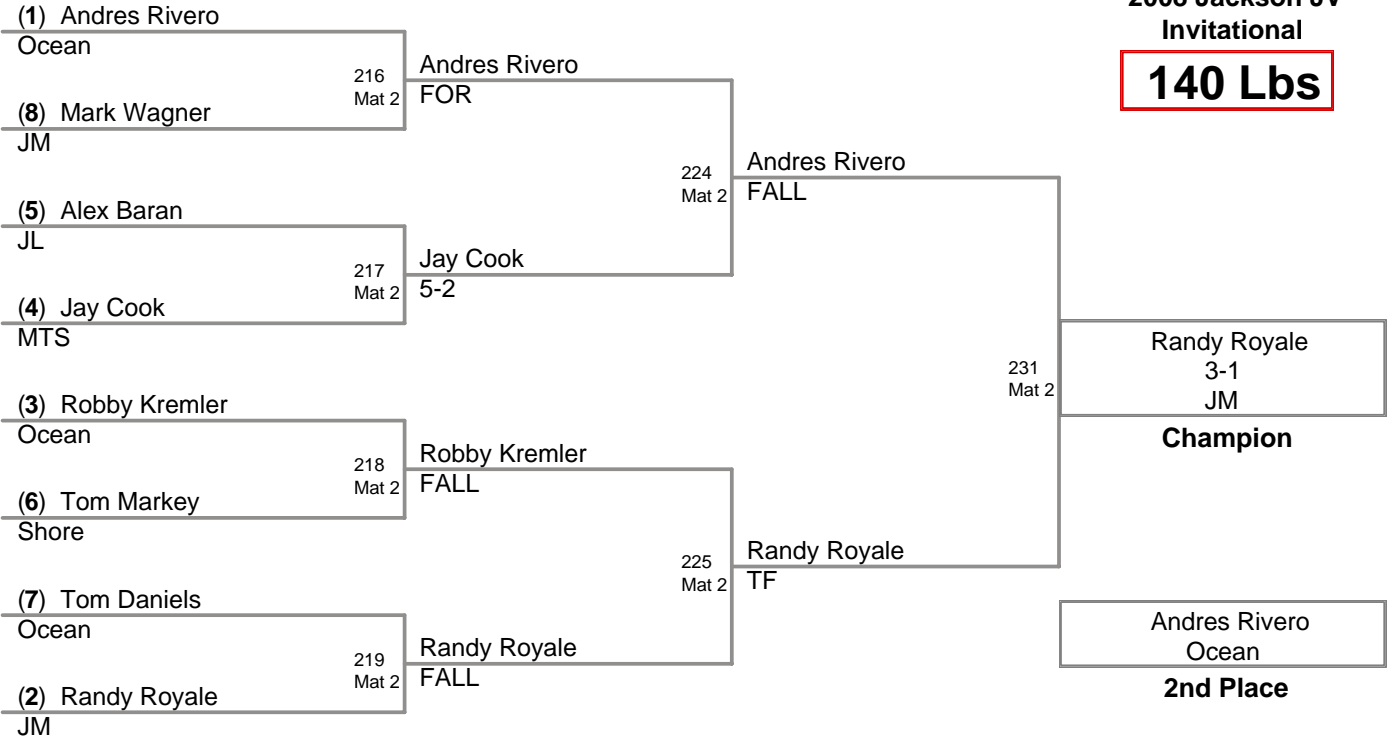 (1) Andres Rivero
Ocean
(8) Mark Wagner
JM
(5) Alex Baran
JL
(4) Jay Cook
MTS
(3) Robby Kremler
Ocean
(6) Tom Markey
Shore
(7) Tom Daniels
Ocean
(2) Randy Royale
JM
216
Mat 2
217
Mat 2
218
Mat 2
219
Mat 2
Andres Rivero
FOR
Jay Cook
5-2
Robby Kremler
FALL
Randy Royale
FALL
224
Mat 2
225
Mat 2
Andres Rivero
FALL
Randy Royale
TF
231
Mat 2
2008 Jackson JV
Invitational
140 Lbs
Randy Royale
3-1
JM
Champion
Andres Rivero
Ocean
2nd Place